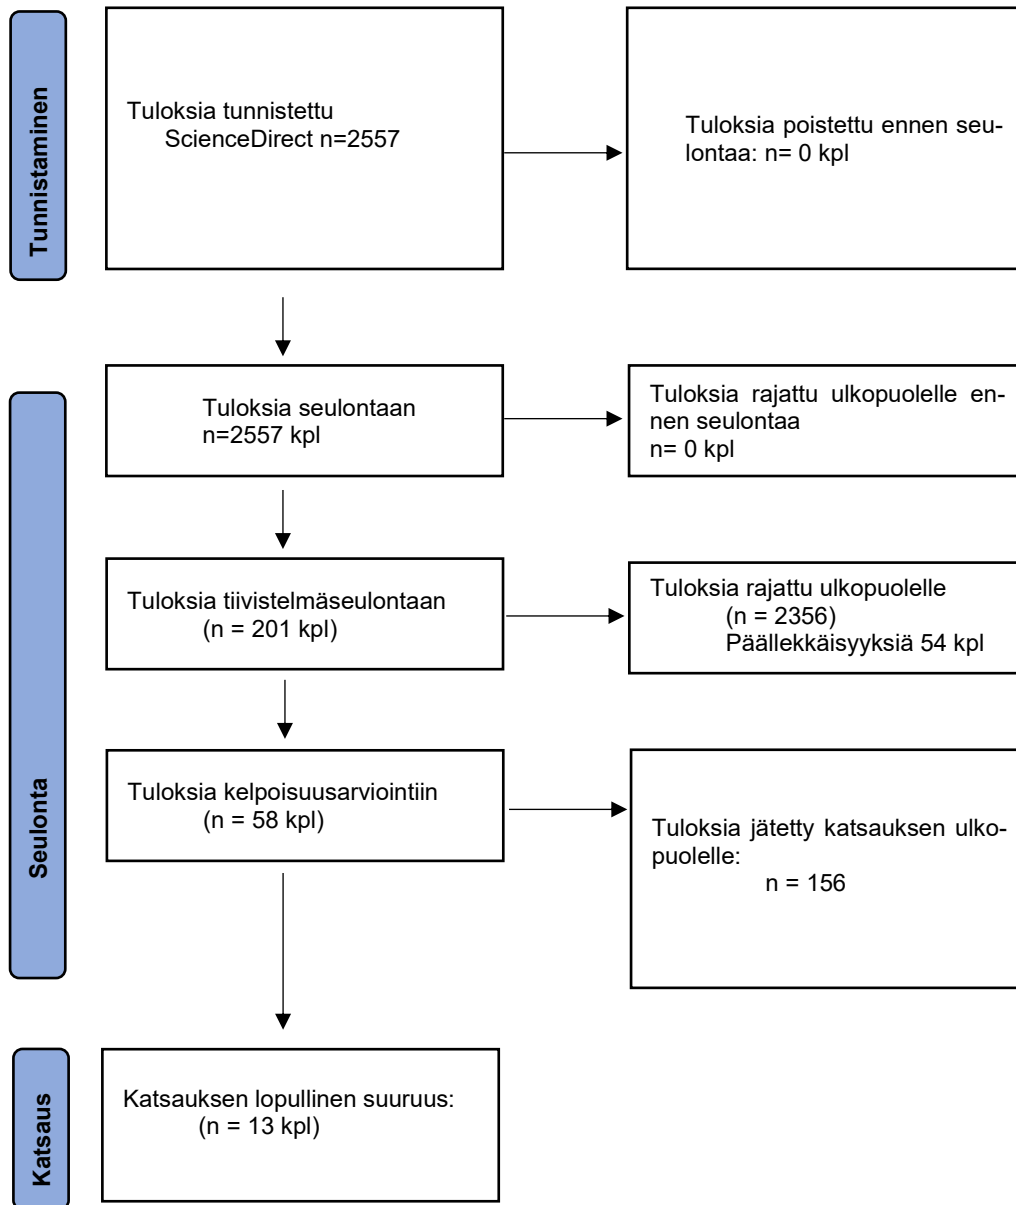 Tunnistaminen
Tuloksia tunnistettu
ScienceDirect n=2557
Tuloksia poistettu ennen seu-
lontaa: n= 0 kpl
Seulonta
Tuloksia seulontaan
n=2557 kpl
Tuloksia rajattu ulkopuolelle en-
nen seulontaa
n= 0 kpl
Tuloksia tiivistelmäseulontaan
(n = 201 kpl)
Tuloksia rajattu ulkopuolelle
(n = 2356)
Päällekkäisyyksiä 54 kpl
Tuloksia kelpoisuusarviointiin
(n = 58 kpl)
Tuloksia jätetty katsauksen ulko-
puolelle:
n = 156
Katsaus
Katsauksen lopullinen suuruus:
(n = 13 kpl)